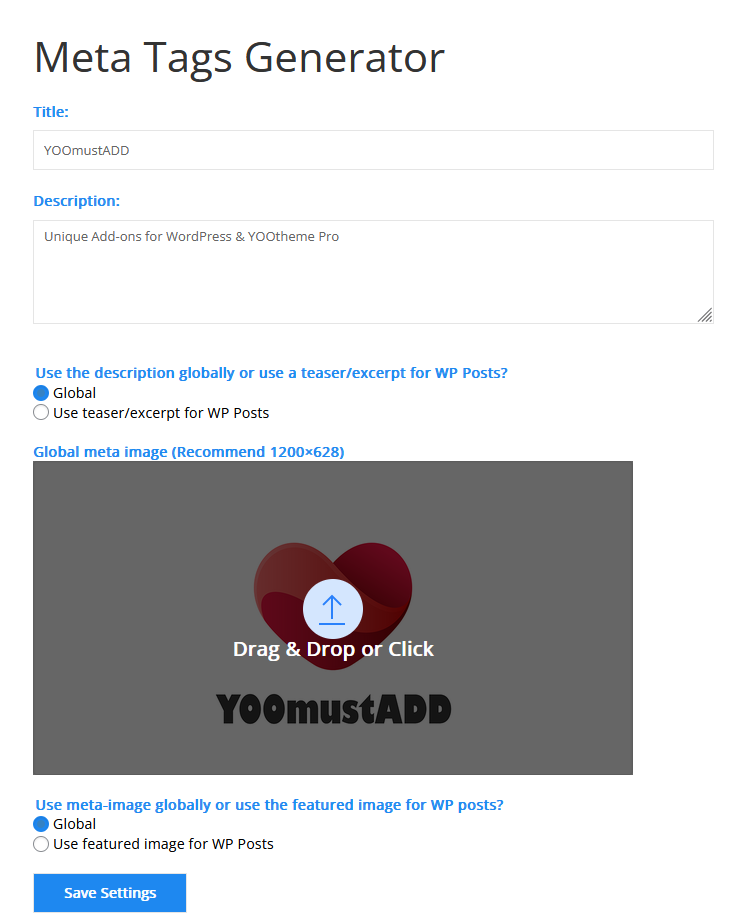 Meta Tags Generator
Title:
YOOmustADD
Description:
Unique Add-ons for WordPress & YOOtheme Pro
Use the description globally or use a teaser/excerpt for WP Posts?
Global
Use teaser/excerpt for WP Posts
Global meta image (Recommend 1200×628)
Drag & Drop or Click
YOOmustADD
Use meta-image globally or use the featured image for WP posts?
Global
Use featured image for WP Posts
Save Settings